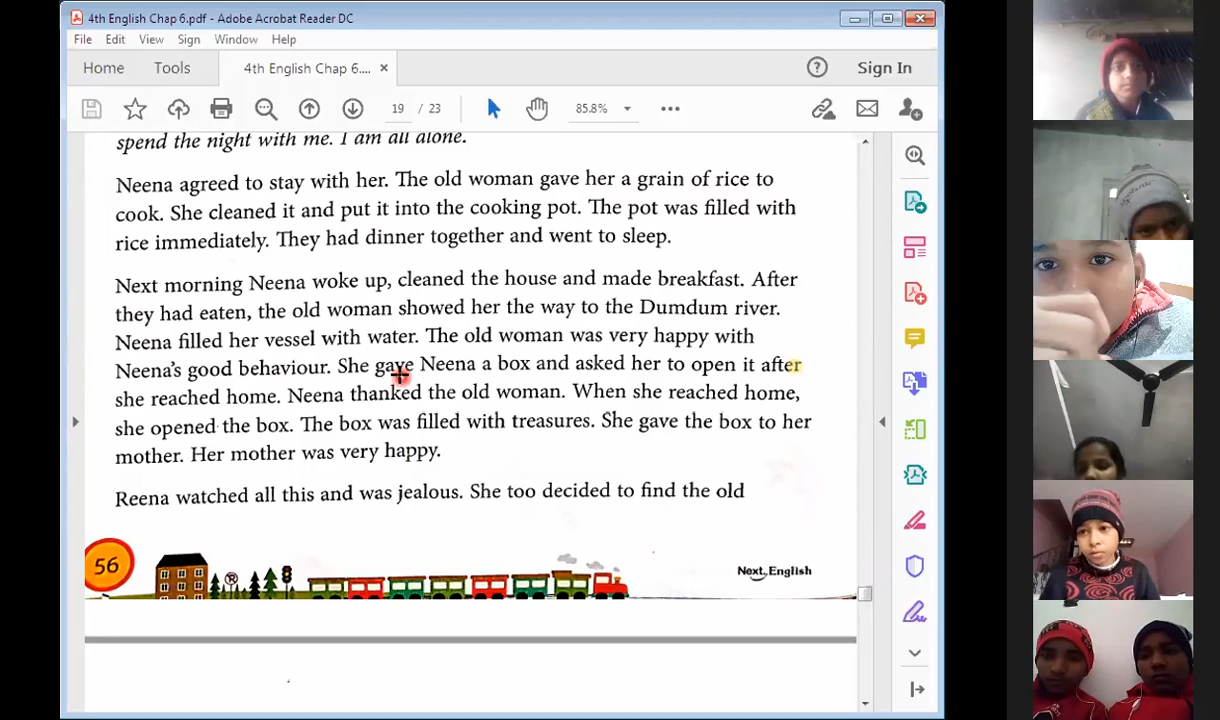 4th English Chap 6.pdf - Adobe Acrobat Reader DC
File Edit View Sign Window Help
Home Tools 4th English Chap 6.... × Sign In
19 / 23 85.8%
spend the night with me. I am all alone.
Neena agreed to stay with her. The old woman gave her a grain of rice to
cook. She cleaned it and put it into the cooking pot. The pot was filled with
rice immediately. They had dinner together and went to sleep.
Next morning Neena woke up, cleaned the house and made breakfast. After
they had eaten, the old woman showed her the way to the Dumdum river.
Neena filled her vessel with water. The old woman was very happy with
Neena's good behaviour. She gave Neena a box and asked her to open it after
she reached home. Neena thanked the old woman. When she reached home,
she opened the box. The box was filled with treasures. She gave the box to her
mother. Her mother was very happy.
Reena watched all this and was jealous. She too decided to find the old
56
Next English